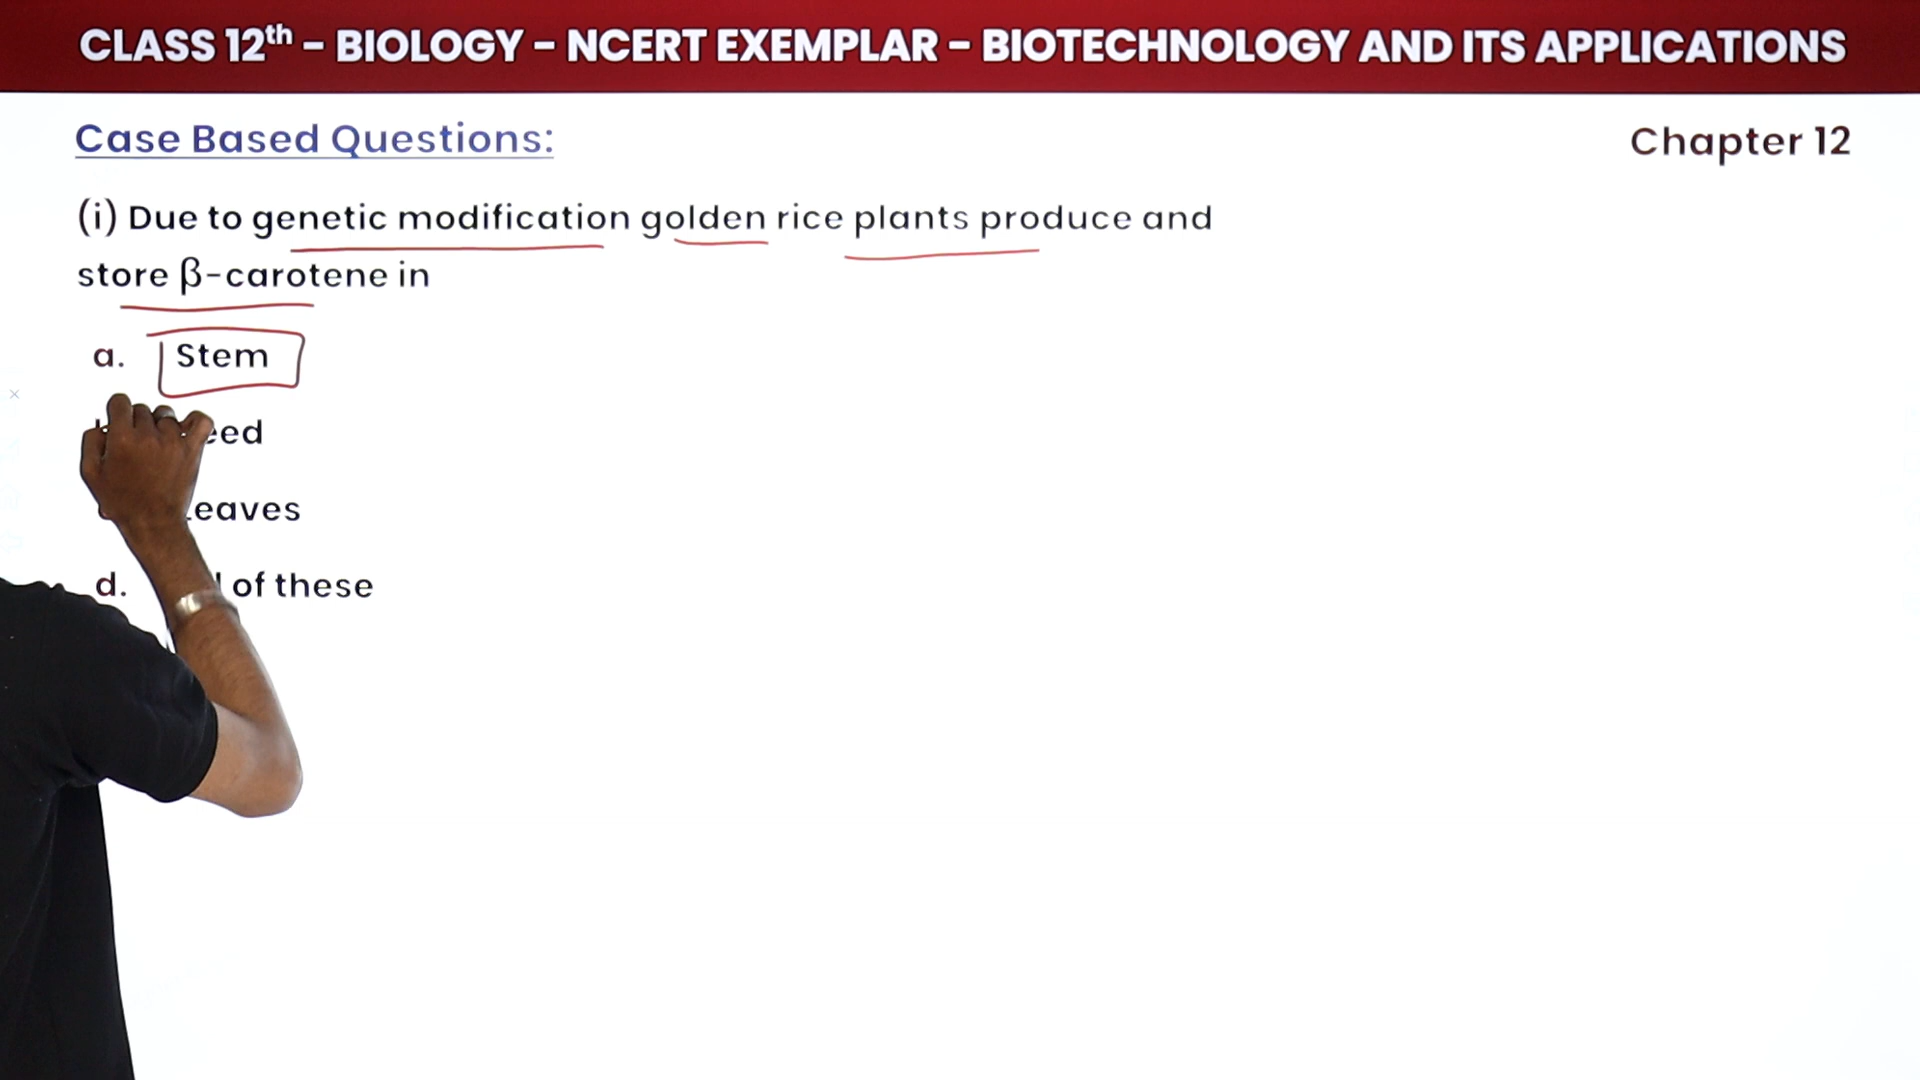 CLASS 12th – BIOLOGY – NCERT EXEMPLAR – BIOTECHNOLOGY AND ITS APPLICATIONS
Case Based Questions:
Chapter 12
(i) Due to genetic modification golden rice plants produce and
store β-carotene in
a. Stem
eed
eaves
d. of these